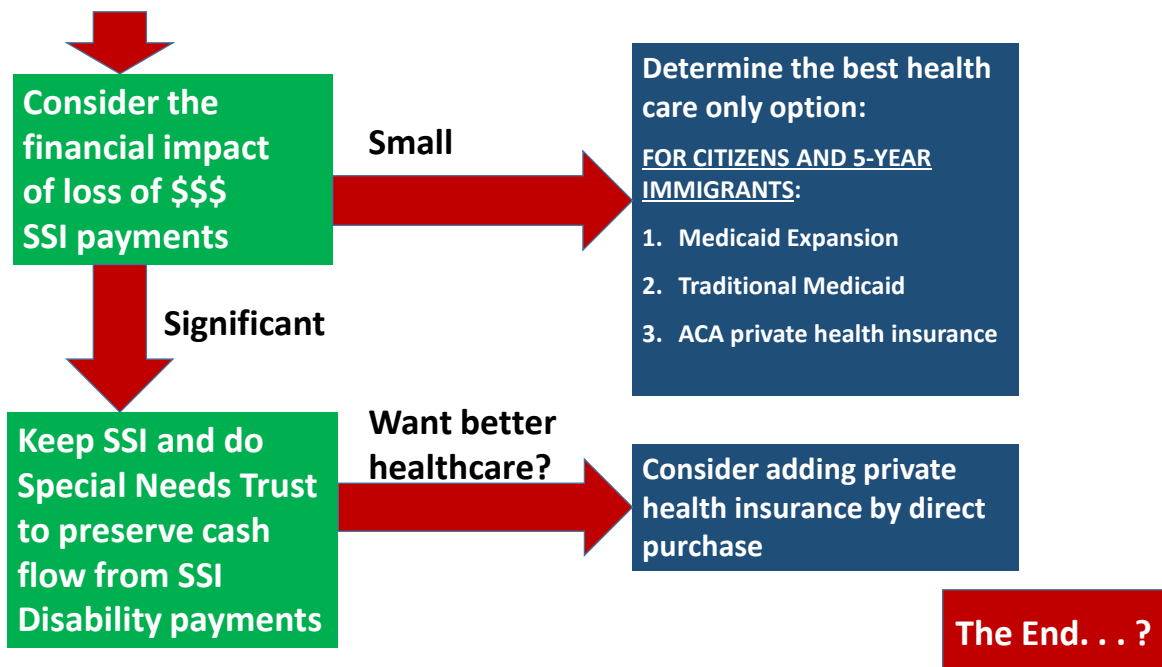 Consider the
financial impact
of loss of $$$
SSI payments
Small
Determine the best health
care only option:
FOR CITIZENS AND 5-YEAR
IMMIGRANTS:
1. Medicaid Expansion
2. Traditional Medicaid
3. ACA private health insurance
Significant
Keep SSI and do
Special Needs Trust
to preserve cash
flow from SSI
Disability payments
Want better
healthcare?
Consider adding private
health insurance by direct
purchase
The End. . . ?